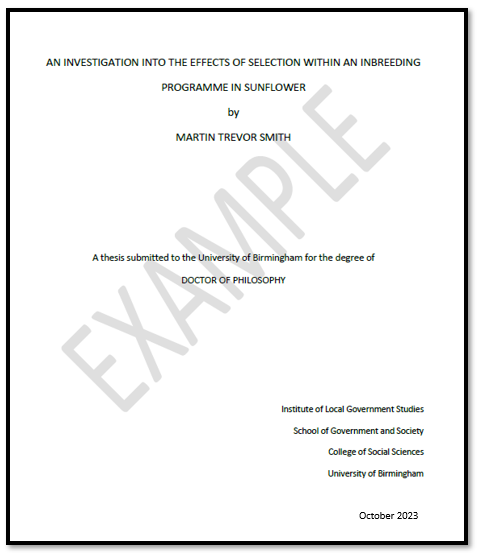 AN INVESTIGATION INTO THE EFFECTS OF SELECTION WITHIN AN INBREEDING
PROGRAMME IN SUNFLOWER
by
MARTIN TREVOR SMITH
EXAMPLE
A thesis submitted to the University of Birmingham for the degree of
DOCTOR OF PHILOSOPHY
Institute of Local Government Studies
School of Government and Society
College of Social Sciences
University of Birmingham
October 2023